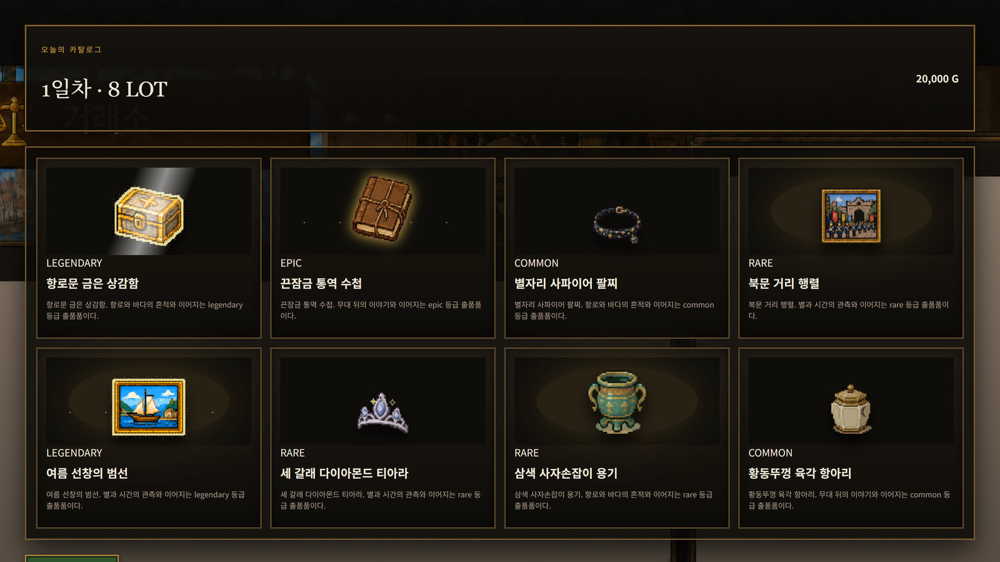 오늘의 카탈로그
1일차 · 8 LOT
20,000 G
거래소
LEGENDARY
항로문 금은 상감함
항로문 금은 상감함. 항로와 바다의 흔적과 이어지는 legendary
등급 출품품이다.
EPIC
끈잠금 통역 수첩
끈잠금 통역 수첩. 무대 뒤의 이야기와 이어지는 epic 등급 출품품
이다.
COMMON
별자리 사파이어 팔찌
별자리 사파이어 팔찌. 항로와 바다의 흔적과 이어지는 common
등급 출품품이다.
RARE
북문 거리 행렬
북문 거리 행렬. 별과 시간의 관측와 이어지는 rare 등급 출품품이
다.
LEGENDARY
여름 선창의 범선
여름 선창의 범선. 별과 시간의 관측와 이어지는 legendary 등급
출품품이다.
RARE
세 갈래 다이아몬드 티아라
세 갈래 다이아몬드 티아라. 별과 시간의 관측와 이어지는 rare 등
급 출품품이다.
RARE
삼색 사자손잡이 용기
삼색 사자손잡이 용기. 항로와 바다의 흔적과 이어지는 rare 등급
출품품이다.
COMMON
황동뚜껑 육각 항아리
황동뚜껑 육각 항아리. 무대 뒤의 이야기와 이어지는 common 등
급 출품품이다.